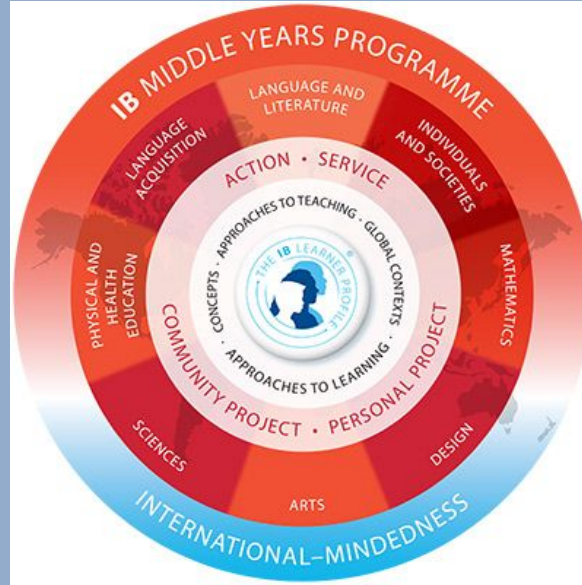 IB MIDDLE YEARS PROGRAMME
LANGUAGE AND
LITERATURE
INDIVIDUALS
AND SOCIETIES
MATHEMATICS
DESIGN
ARTS
SCIENCES
PHYSICAL AND
HEALTH
EDUCATION
LANGUAGE
ACQUISITION
ACTION • SERVICE
PERSONAL PROJECT
COMMUNITY PROJECT •
APPROACHES TO TEACHING · GLOBAL CONTEXTS ·
APPROACHES TO LEARNING ·
CONCEPTS ·
THE IB LEARNER PROFILE ®
INTERNATIONAL–MINDEDNESS